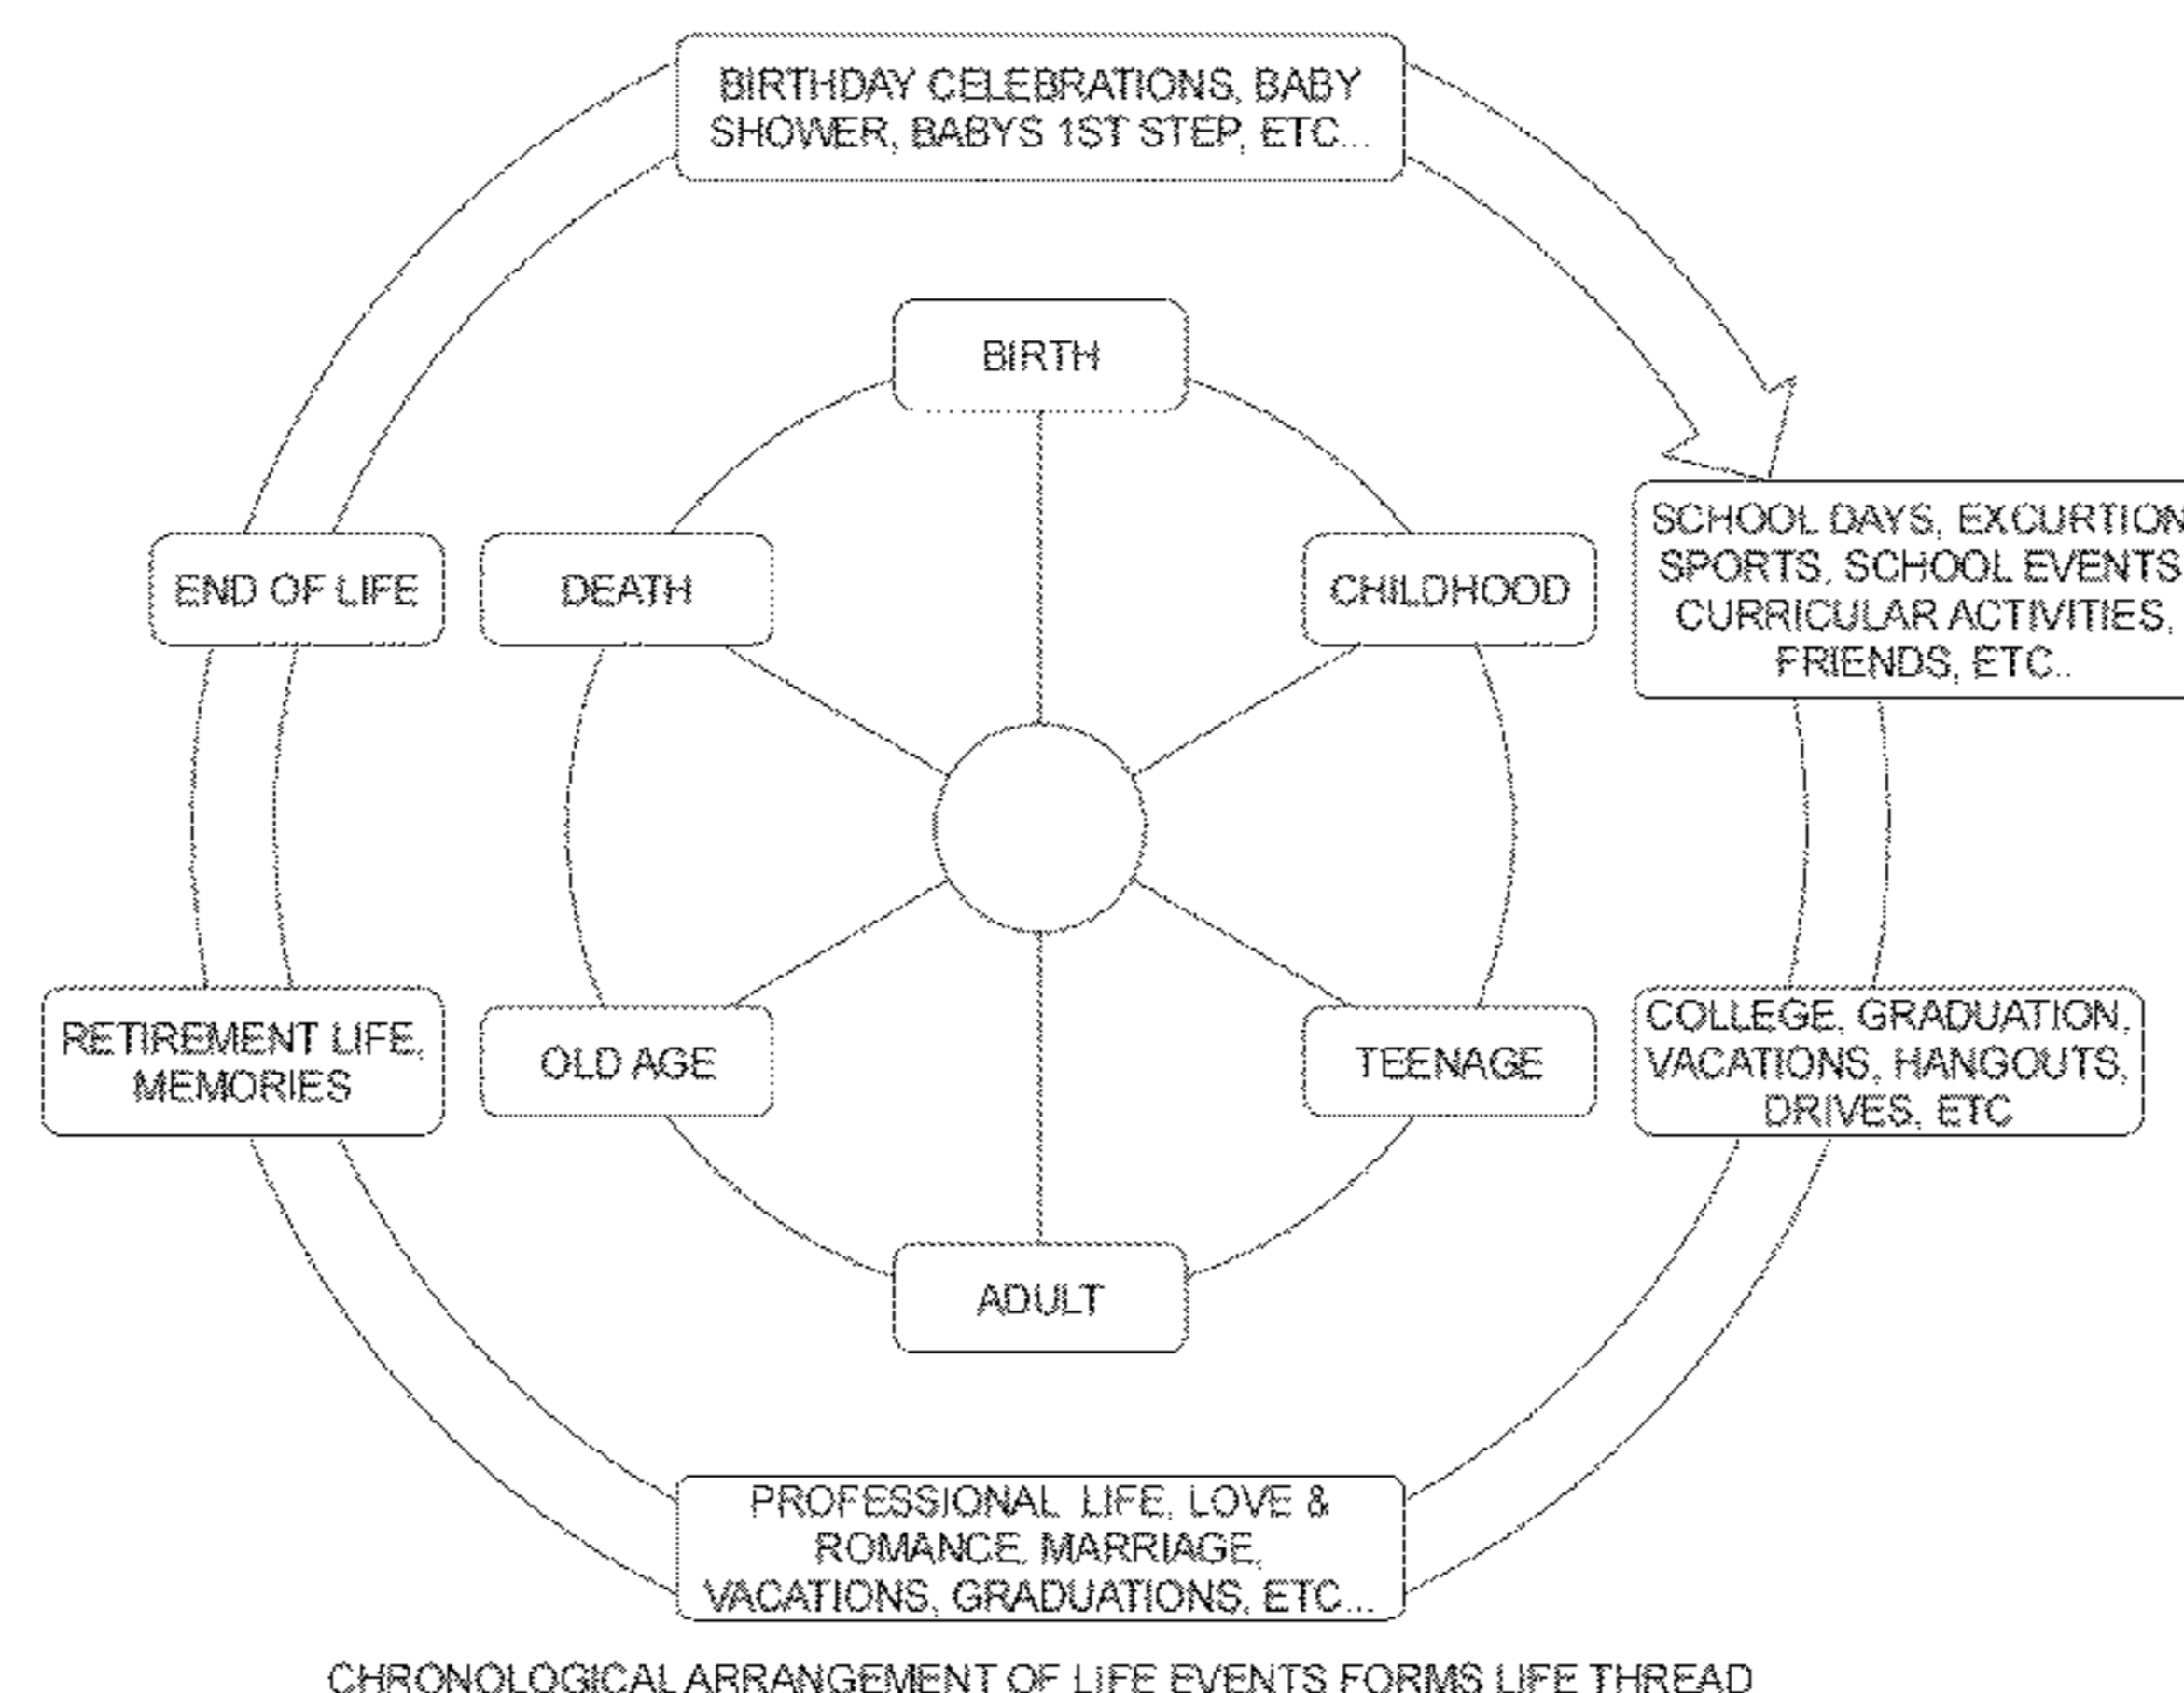 BIRTHDAY CELEBRATIONS, BABY
SHOWER, BABYS 1ST STEP, ETC...
BIRTH
SCHOOL DAYS, EXCURTION
SPORTS, SCHOOL EVENTS
CURRICULAR ACTIVITIES,
FRIENDS, ETC..
END OF LIFE
DEATH
CHILDHOOD
RETIREMENT LIFE,
MEMORIES
OLD AGE
TEENAGE
COLLEGE, GRADUATION,
VACATIONS, HANGOUTS,
DRIVES, ETC
ADULT
PROFESSIONAL LIFE, LOVE &
ROMANCE, MARRIAGE,
VACATIONS, GRADUATIONS, ETC...
CHRONOLOGICAL ARRANGEMENT OF LIFE EVENTS FORMS LIFE THREAD